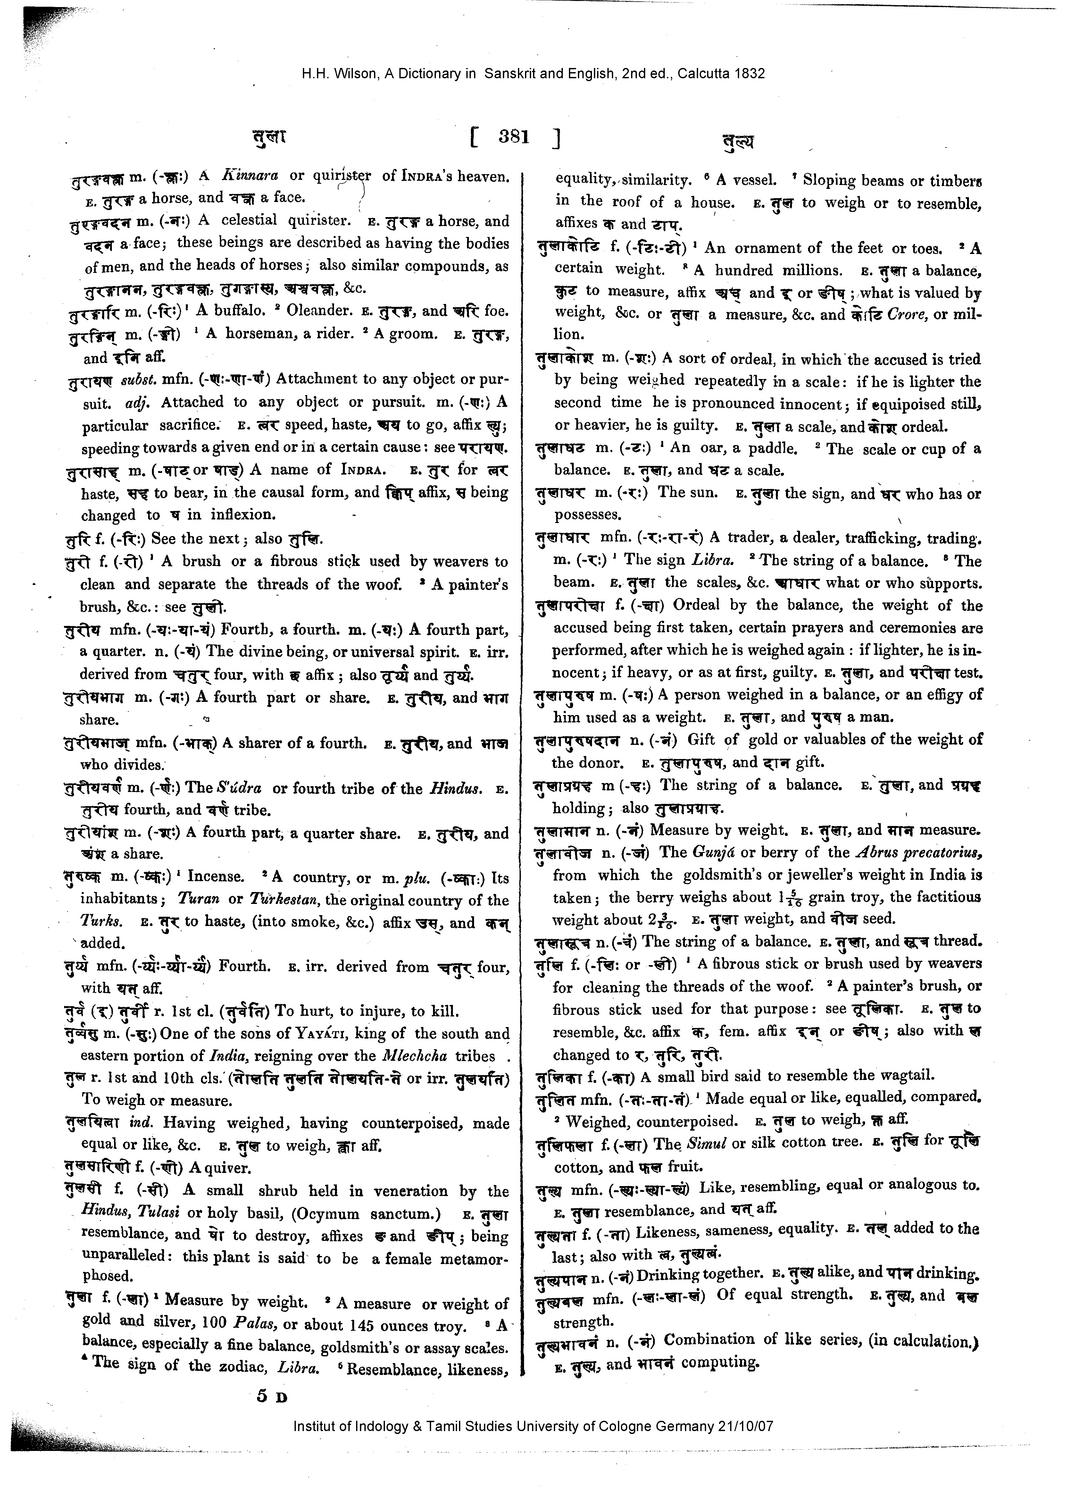 H.H. Wilson, A Dictionary in Sanskrit and English, 2nd ed., Calcutta 1832
तुला [ 381 ] तुल्य
तुरङ्गवक्त्र m. (-क्त्रः) A Kinnara or quirister of INDRA's heaven.
E. तुरङ्ग a horse, and वक्त्र a face.
तुरङ्गवदन m. (-नः) A celestial quirister. E. तुरङ्ग a horse, and
वदन a face; these beings are described as having the bodies
of men, and the heads of horses; also similar compounds, as
तुरङ्गानन, तुरङ्गवक्त्र, तुरगास्य, अश्ववक्त्र, &c.
तुरङ्गारि m. (-रिः) ¹ A buffalo. ² Oleander. E. तुरङ्ग, and अरि foe.
तुरङ्गिन् m. (-ङ्गी) ¹ A horseman, a rider. ² A groom. E. तुरङ्ग,
and इनि aff.
तुरायण subst. mfn. (-णः-णा-णं) Attachment to any object or pur-
suit. adj. Attached to any object or pursuit. m. (-णः) A
particular sacrifice. E. त्वर speed, haste, अय to go, affix ल्यु;
speeding towards a given end or in a certain cause: see परायण.
तुरासाह् m. (-षाट् or षाड्) A name of INDRA. E. तुर for त्वर
haste, सह to bear, in the causal form, and क्विप् affix, स being
changed to ष in inflexion.
तुरि f. (-रिः) See the next; also तुलि.
तुरी f. (-री) ¹ A brush or a fibrous stick used by weavers to
clean and separate the threads of the woof. ² A painter's
brush, &c.: see तुली.
तुरीय mfn. (-यः-या-यं) Fourth, a fourth. m. (-यः) A fourth part,
a quarter. n. (-यं) The divine being, or universal spirit. E. irr.
derived from चतुर् four, with छ affix; also तूर्य्य and तुर्य्य.
तुरीयभाग m. (-गः) A fourth part or share. E. तुरीय, and भाग
share.
तुरीयभाज् mfn. (-भाक्) A sharer of a fourth. E. तुरीय, and भाज
who divides.
तुरीयवर्ण m. (-र्णः) The S'údra or fourth tribe of the Hindus. E.
तुरीय fourth, and वर्ण tribe.
तुरीयांश m. (-शः) A fourth part, a quarter share. E. तुरीय, and
अंश a share.
तुरुष्क m. (-ष्कः) ¹ Incense. ² A country, or m. plu. (-ष्काः) Its
inhabitants; Turan or Turkestan, the original country of the
Turks. E. तुर् to haste, (into smoke, &c.) affix उस्, and कन्
added.
तुर्य्य mfn. (-र्य्यः-र्य्या-र्य्यं) Fourth. E. irr. derived from चतुर् four,
with यत् aff.
तुर्व (इ) तुर्वी r. 1st cl. (तुर्वति) To hurt, to injure, to kill.
तुर्व्वसु m. (-सुः) One of the sons of YAYÁTI, king of the south and
eastern portion of India, reigning over the Mlechcha tribes .
तुल r. 1st and 10th cls. (तोलति तुलति तोलयति-ते or irr. तुलयति)
To weigh or measure.
तुलयित्वा ind. Having weighed, having counterpoised, made
equal or like, &c. E. तुल to weigh, क्त्वा aff.
तुलसारिणी f. (-णी) A quiver.
तुलसी f. (-सी) A small shrub held in veneration by the
Hindus, Tulasi or holy basil, (Ocymum sanctum.) E. तुला
resemblance, and षो to destroy, affixes क and ङीप्; being
unparalleled: this plant is said to be a female metamor-
phosed.
तुला f. (-ला) ¹ Measure by weight. ² A measure or weight of
gold and silver, 100 Palas, or about 145 ounces troy. ³ A
balance, especially a fine balance, goldsmith's or assay scales.
⁴ The sign of the zodiac, Libra. ⁵ Resemblance, likeness,
5 D
equality, similarity. ⁶ A vessel. ⁷ Sloping beams or timbers
in the roof of a house. E. तुल to weigh or to resemble,
affixes क and टाप्.
तुलाकोटि f. (-टिः-टी) ¹ An ornament of the feet or toes. ² A
certain weight. ³ A hundred millions. E. तुला a balance,
कुट to measure, affix अच् and इ or ङीष्; what is valued by
weight, &c. or तुला a measure, &c. and कोटि Crore, or mil-
lion.
तुलाकोश m. (-शः) A sort of ordeal, in which the accused is tried
by being weighed repeatedly in a scale: if he is lighter the
second time he is pronounced innocent; if equipoised still,
or heavier, he is guilty. E. तुला a scale, and कोश ordeal.
तुलाघट m. (-टः) ¹ An oar, a paddle. ² The scale or cup of a
balance. E. तुला, and घट a scale.
तुलाधर m. (-रः) The sun. E. तुला the sign, and धर who has or
possesses.
तुलाधार mfn. (-रः-रा-रं) A trader, a dealer, trafficking, trading.
m. (-रः) ¹ The sign Libra. ² The string of a balance. ³ The
beam. E. तुला the scales, &c. आधार what or who supports.
तुलापरीक्षा f. (-क्षा) Ordeal by the balance, the weight of the
accused being first taken, certain prayers and ceremonies are
performed, after which he is weighed again: if lighter, he is in-
nocent; if heavy, or as at first, guilty. E. तुला, and परीक्षा test.
तुलापुरुष m. (-षः) A person weighed in a balance, or an effigy of
him used as a weight. E. तुला, and पुरुष a man.
तुलापुरुषदान n. (-नं) Gift of gold or valuables of the weight of
the donor. E. तुलापुरुष, and दान gift.
तुलाप्रग्रह m (-हः) The string of a balance. E. तुला, and प्रग्रह
holding; also तुलाप्रग्राह.
तुलामान n. (-नं) Measure by weight. E. तुला, and मान measure.
तुलावीज n. (-जं) The Gunjá or berry of the Abrus precatorius,
from which the goldsmith's or jeweller's weight in India is
taken; the berry weighs about 1 5/16 grain troy, the factitious
weight about 2 3/16. E. तुला weight, and वीज seed.
तुलासूत्र n. (-त्रं) The string of a balance. E. तुला, and सूत्र thread.
तुलि f. (-लिः or -ली) ¹ A fibrous stick or brush used by weavers
for cleaning the threads of the woof. ² A painter's brush, or
fibrous stick used for that purpose: see तूलिका. E. तुल to
resemble, &c. affix क, fem. affix इन् or ङीष्; also with ल
changed to र, तुरि, तुरी.
तुलिका f. (-का) A small bird said to resemble the wagtail.
तुलित mfn. (-तः-ता-तं) ¹ Made equal or like, equalled, compared.
² Weighed, counterpoised. E. तुल to weigh, क्त aff.
तुलिफला f. (-ला) The Simul or silk cotton tree. E. तुलि for तूलि
cotton, and फल fruit.
तुल्य mfn. (-ल्यः-ल्या-ल्यं) Like, resembling, equal or analogous to.
E. तुला resemblance, and यत् aff.
तुल्यता f. (-ता) Likeness, sameness, equality. E. तल् added to the
last; also with त्व, तुल्यत्वं.
तुल्यपान n. (-नं) Drinking together. E. तुल्य alike, and पान drinking.
तुल्यबल mfn. (-लः-ला-लं) Of equal strength. E. तुल्य, and बल
strength.
तुल्यभावनं n. (-नं) Combination of like series, (in calculation.)
E. तुल्य, and भावनं computing.
Institut of Indology & Tamil Studies University of Cologne Germany 21/10/07